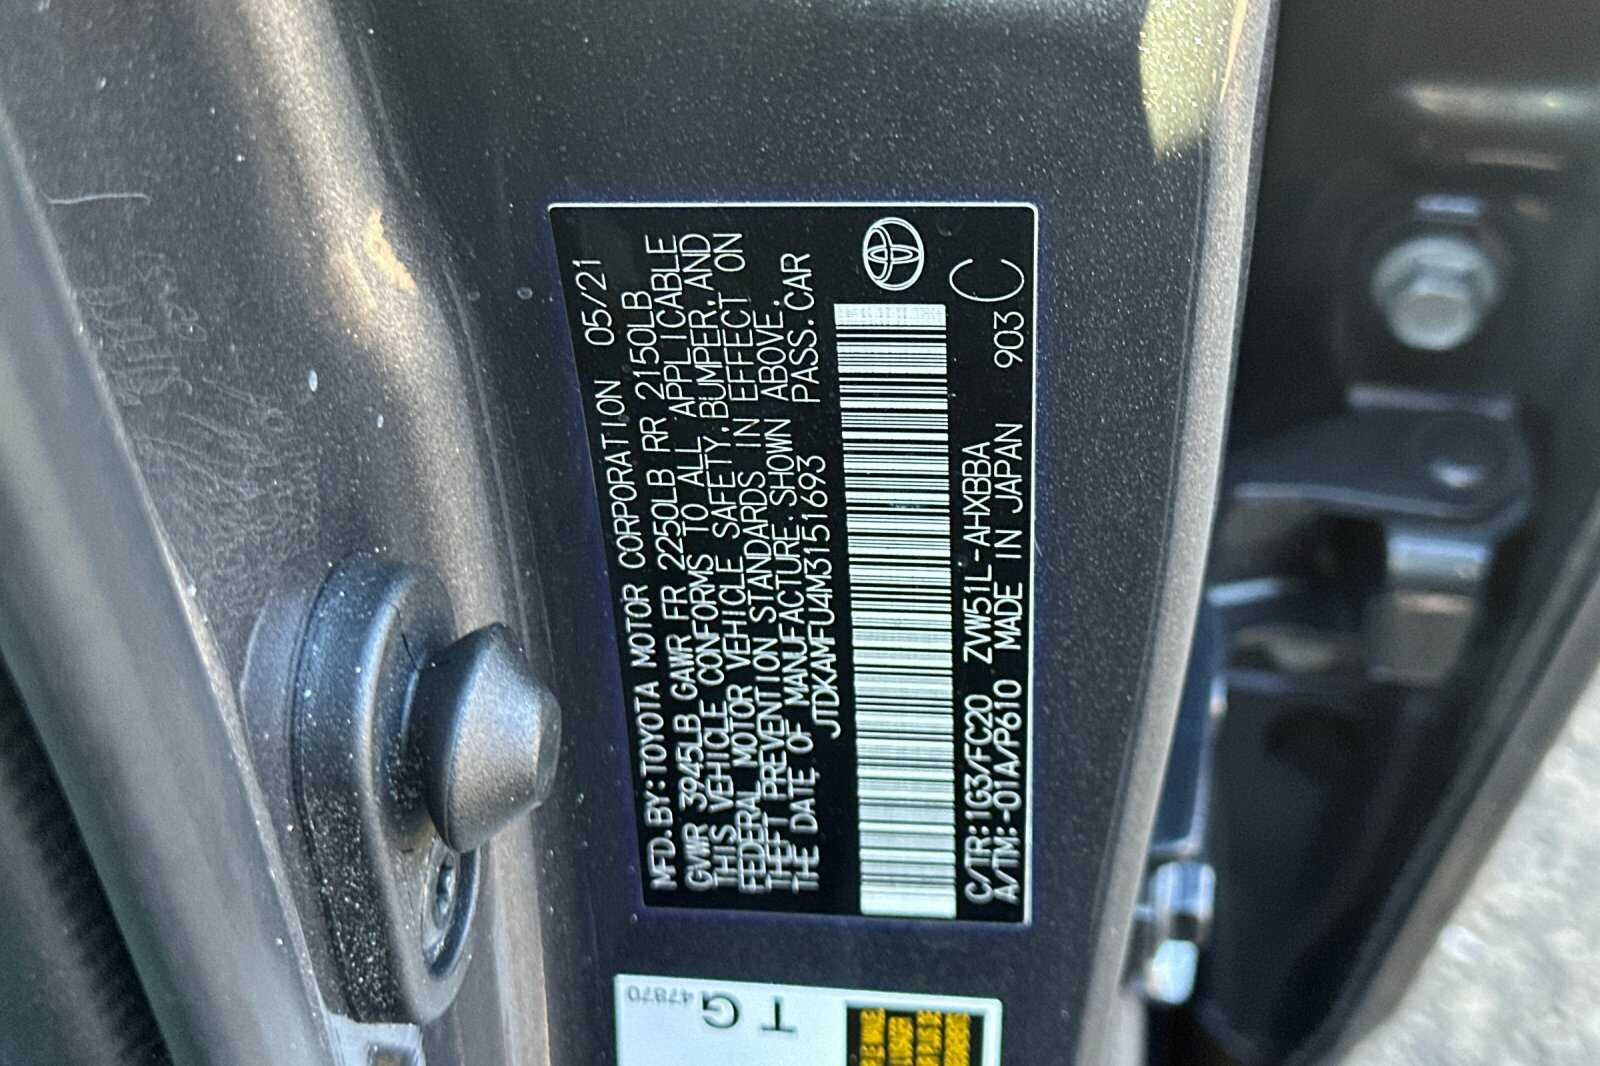 MFD.BY:TOYOTA MOTOR CORPORATION 05/21
GVWR 3945LB GAWR FR 2250LB RR 2150LB
THIS VEHICLE CONFORMS TO ALL APPLICABLE
FEDERAL MOTOR VEHICLE SAFETY,BUMPER,AND
THEFT PREVENTION STANDARDS IN EFFECT ON
THE DATE OF MANUFACTURE:SHOWN ABOVE.
JTDKAMFU4M3151693 PASS.CAR
C/TR:1G3/FC20 ZVW51L-AHXBBA
A/TM:-01A/P610 MADE IN JAPAN 903 C
47870
TG